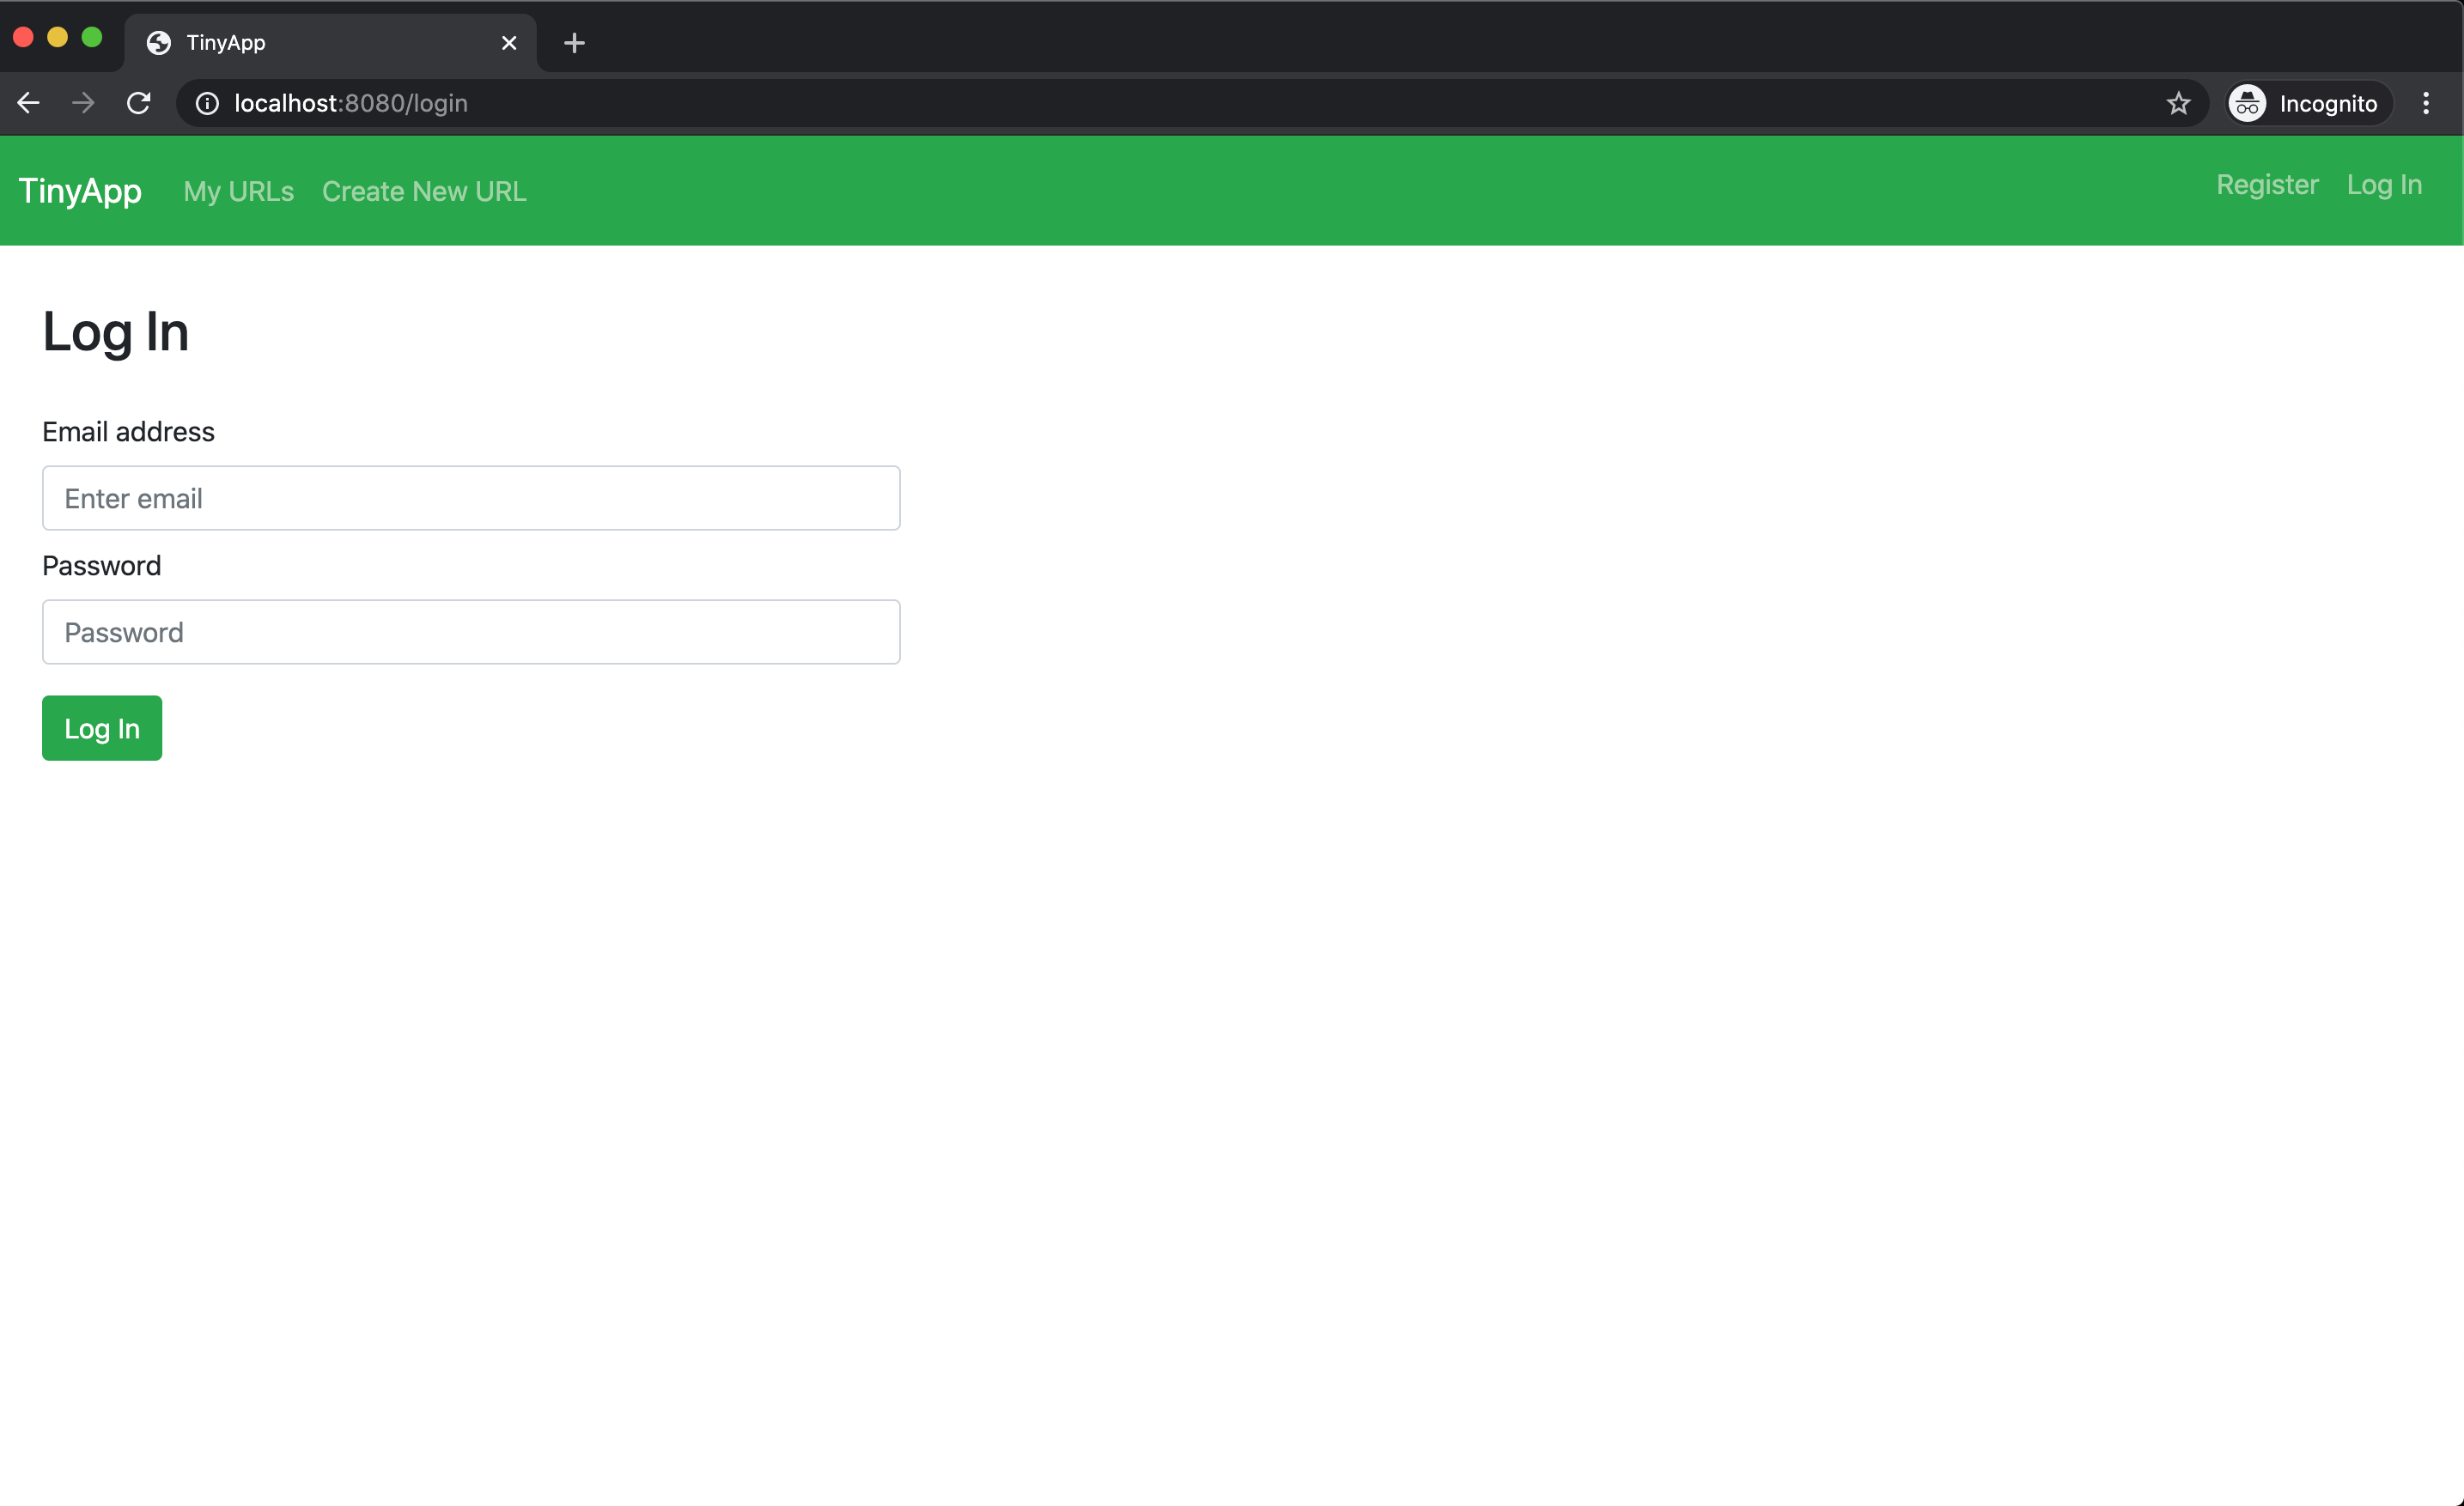 TinyApp
localhost:8080/login
Incognito
TinyApp My URLs Create New URL Register Log In
Log In
Email address
Enter email
Password
Password
Log In